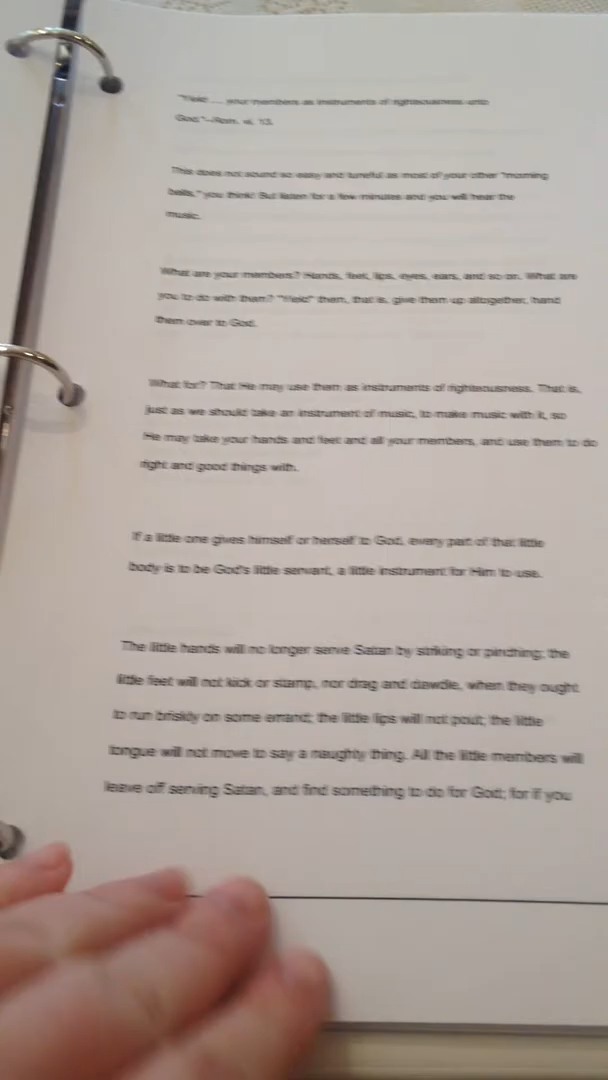 "Yield .... your members as instruments of righteousness unto
God."—Rom. vi. 13.
This does not sound so easy and tuneful as most of your other "morning
bells," you think! But listen for a few minutes and you will hear the
music.
What are your members? Hands, feet, lips, eyes, ears, and so on. What are
you to do with them? "Yield" them, that is, give them up altogether, hand
them over to God.
What for? That He may use them as instruments of righteousness. That is,
just as we should take an instrument of music, to make music with it, so
He may take your hands and feet and all your members, and use them to do
right and good things with.
If a little one gives himself or herself to God, every part of that little
body is to be God's little servant, a little instrument for Him to use.
The little hands will no longer serve Satan by striking or pinching; the
little feet will not kick or stamp, nor drag and dawdle, when they ought
to run briskly on some errand; the little lips will not pout; the little
tongue will not move to say a naughty thing. All the little members will
leave off serving Satan, and find something to do for God; for if you